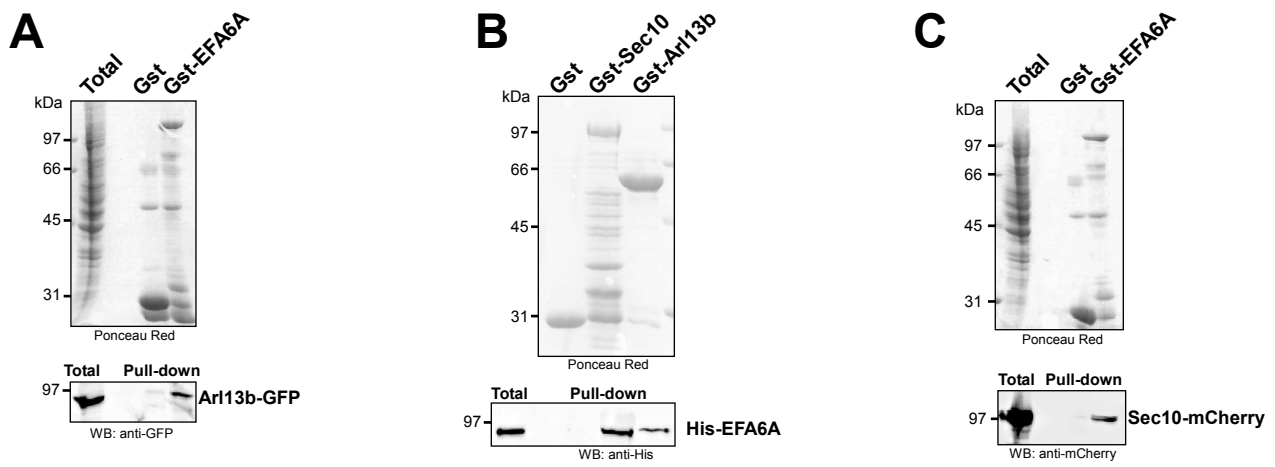 A
Total
Gst
Gst-EFA6A
kDa
97
66
45
31
Ponceau Red
Total Pull-down
97
Arl13b-GFP
WB: anti-GFP
B
Gst
Gst-Sec10
Gst-Arl13b
kDa
97
66
45
31
Ponceau Red
Total Pull-down
97
His-EFA6A
WB: anti-His
C
Total
Gst
Gst-EFA6A
kDa
97
66
45
31
Ponceau Red
Total Pull-down
97
Sec10-mCherry
WB: anti-mCherry